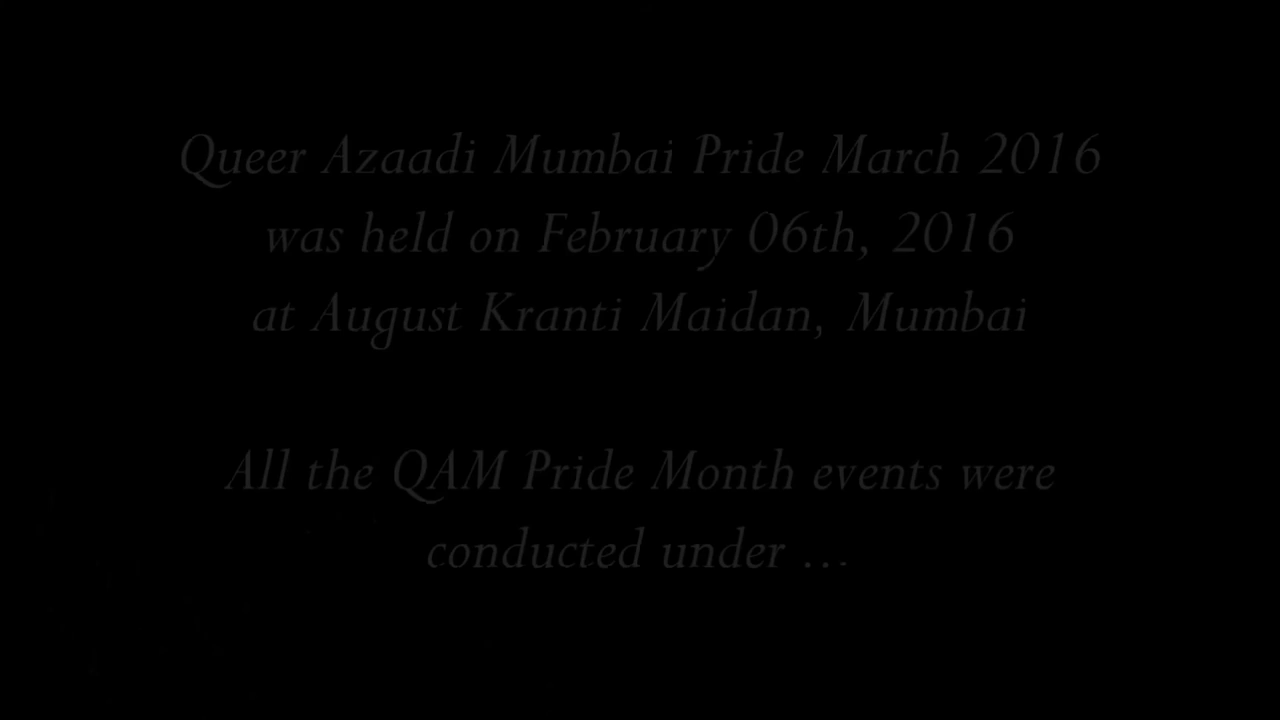 Queer Azaadi Mumbai Pride March 2016
was held on February 06th, 2016
at August Kranti Maidan, Mumbai
All the QAM Pride Month events were
conducted under ...